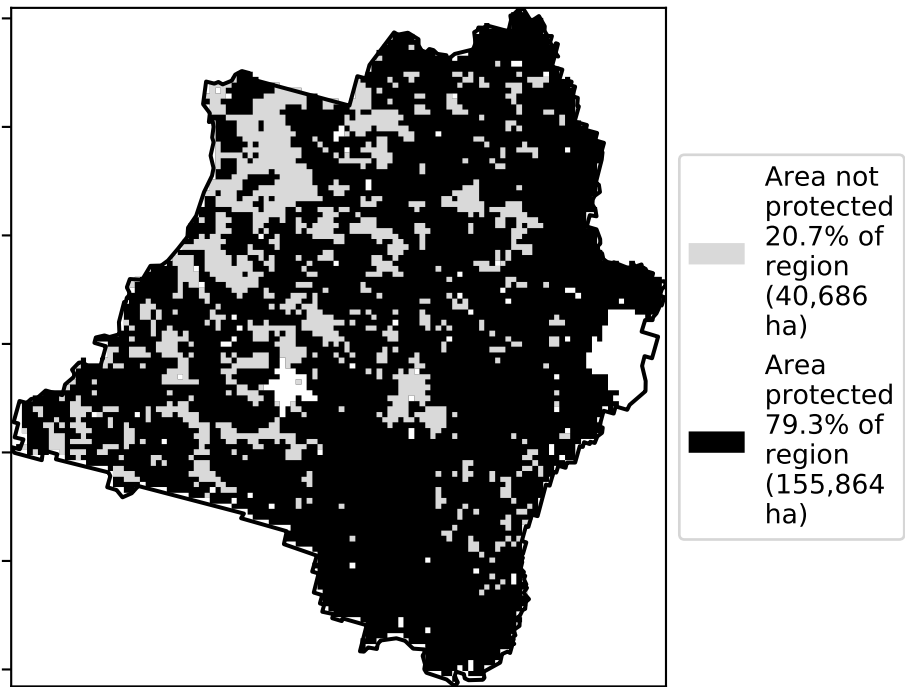 Area not
protected
20.7% of
region
(40,686
ha)
Area
protected
79.3% of
region
(155,864
ha)